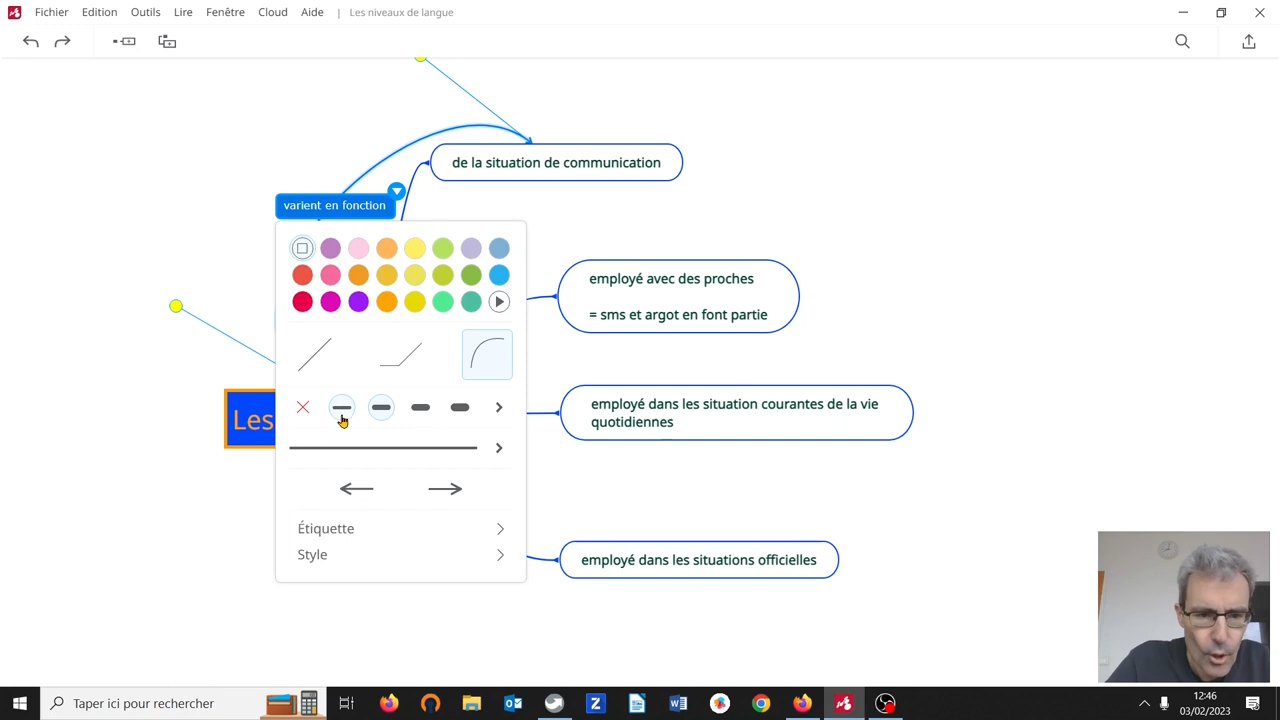 Fichier Edition Outils Lire Fenêtre Cloud Aide | Les niveaux de langue
de la situation de communication
varient en fonction
employé avec des proches
= sms et argot en font partie
Les
employé dans les situation courantes de la vie
quotidiennes
Étiquette
Style
employé dans les situations officielles
Taper ici pour rechercher
12:46
03/02/2023